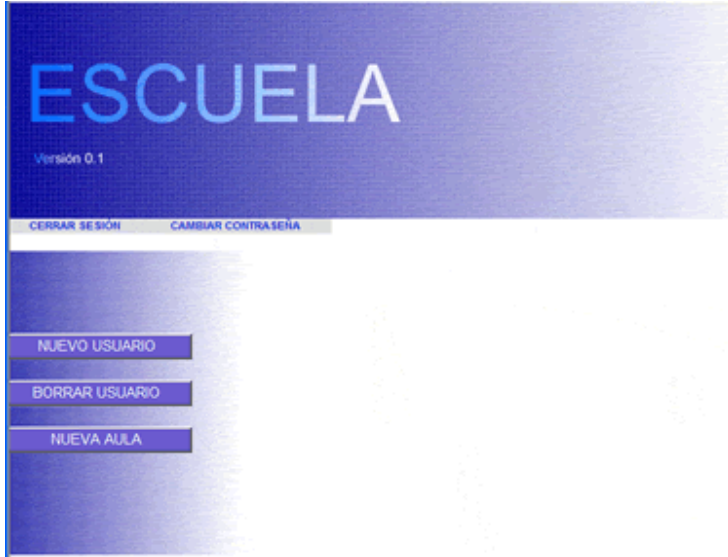 ESCUELA
Versión 0.1
CERRAR SESIÓN CAMBIAR CONTRASEÑA
NUEVO USUARIO
BORRAR USUARIO
NUEVA AULA